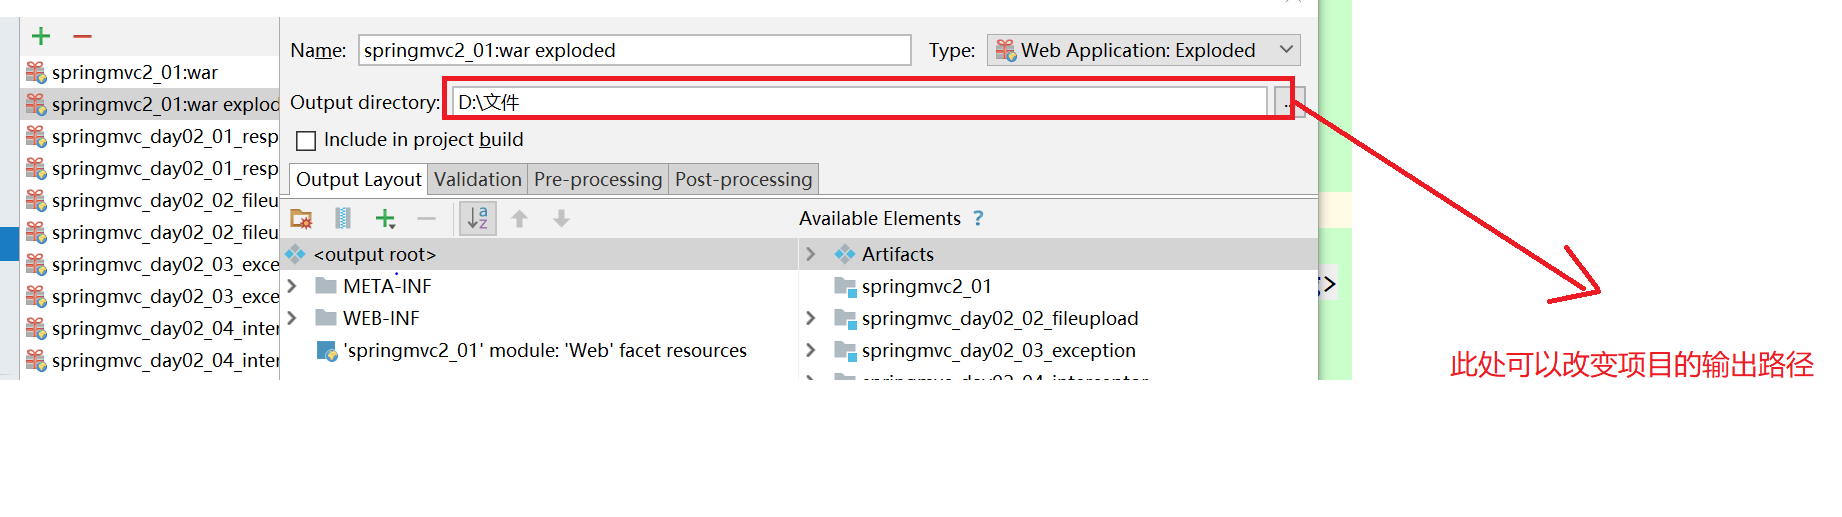 Name: springmvc2_01:war exploded Type: Web Application: Exploded
springmvc2_01:war
springmvc2_01:war explod
springmvc_day02_01_resp
springmvc_day02_01_resp
springmvc_day02_02_fileu
springmvc_day02_02_fileu
springmvc_day02_03_exce
springmvc_day02_03_exce
springmvc_day02_04_inter
springmvc_day02_04_inter
Output directory: D:\文件 ...
Include in project build
Output Layout Validation Pre-processing Post-processing
Available Elements ?
<output root>
META-INF
WEB-INF
'springmvc2_01' module: 'Web' facet resources
Artifacts
springmvc2_01
springmvc_day02_02_fileupload
springmvc_day02_03_exception
springmvc_day02_04_interceptor
此处可以改变项目的输出路径